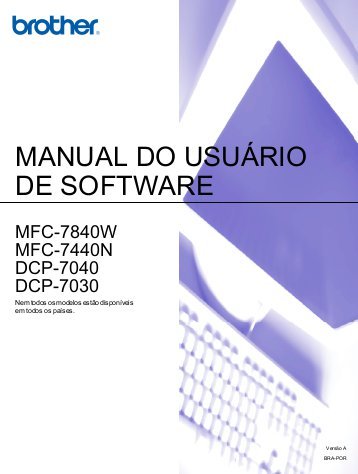 brother®
MANUAL DO USUÁRIO
DE SOFTWARE
MFC-7840W
MFC-7440N
DCP-7040
DCP-7030
Nem todos os modelos estão disponíveis
em todos os países.
Versão A
BRA-POR